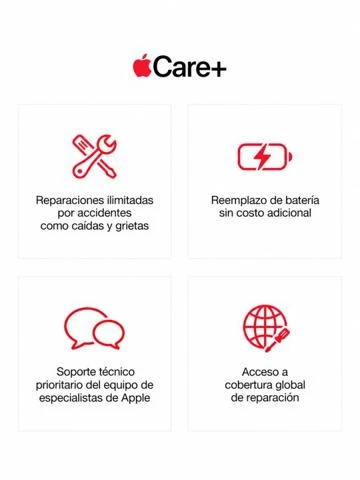 Care+
Reparaciones ilimitadas
por accidentes
como caídas y grietas
Reemplazo de batería
sin costo adicional
Soporte técnico
prioritario del equipo de
especialistas de Apple
Acceso a
cobertura global
de reparación